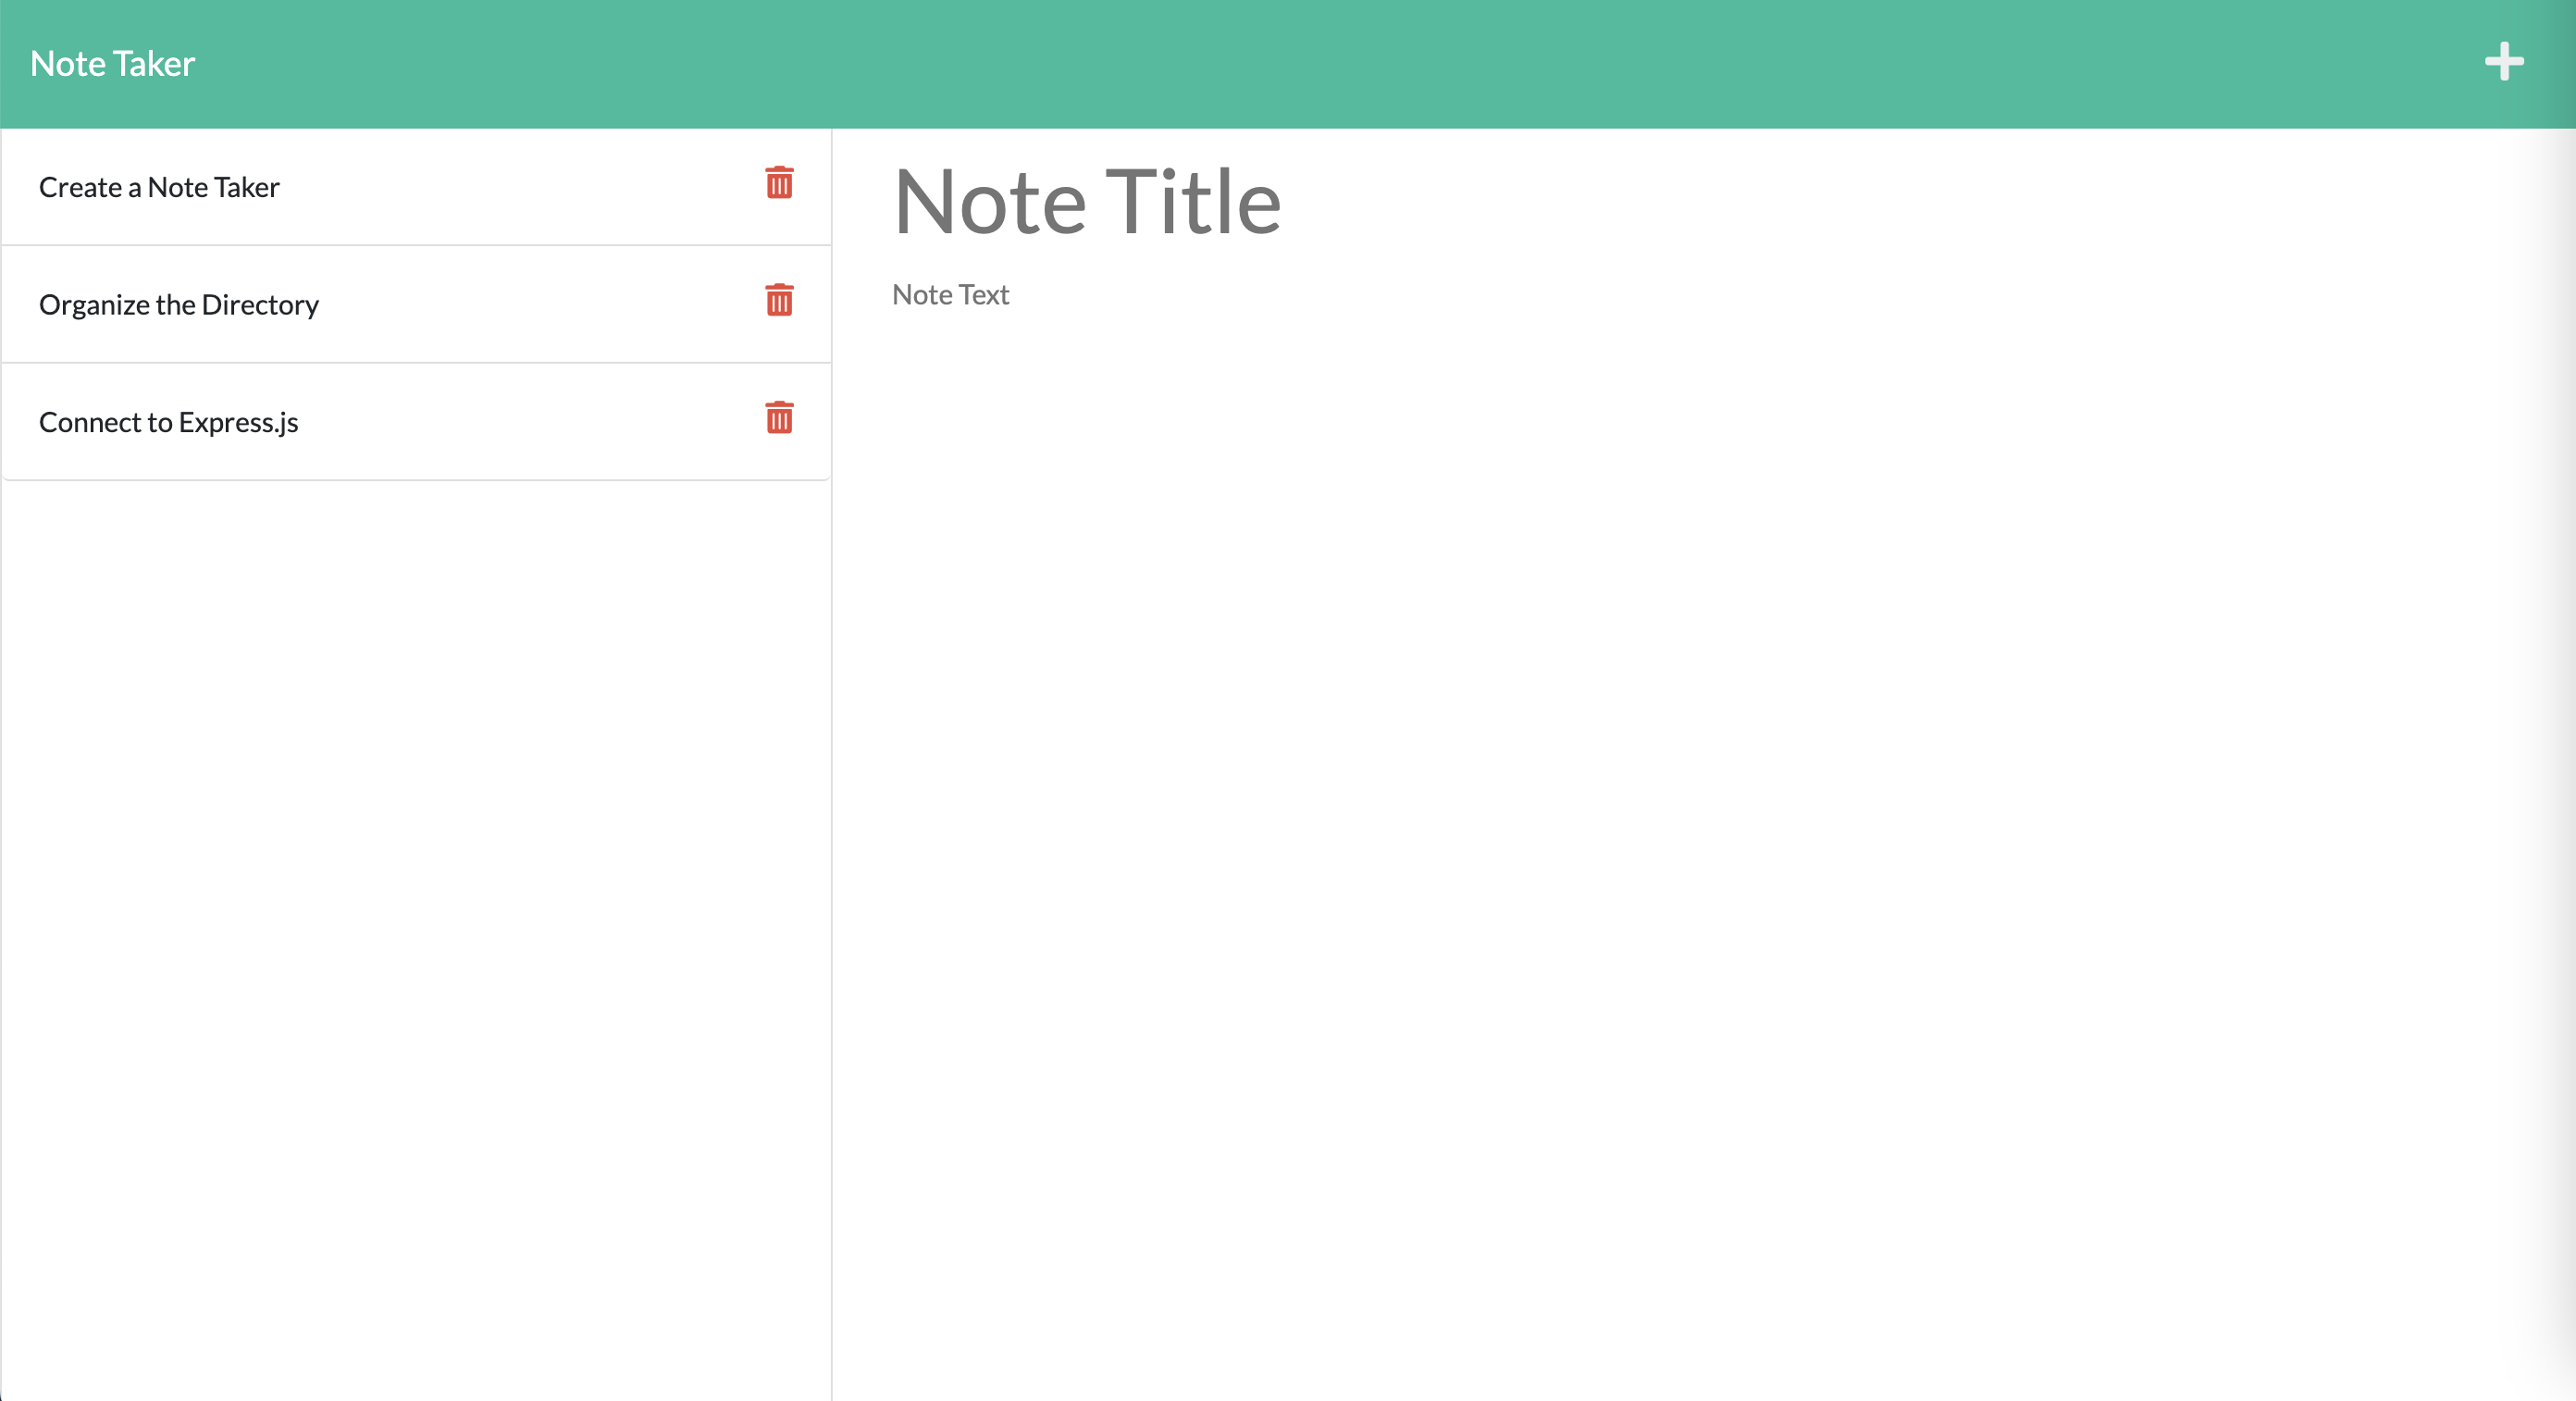 Note Taker
Create a Note Taker
Organize the Directory
Connect to Express.js
Note Title
Note Text